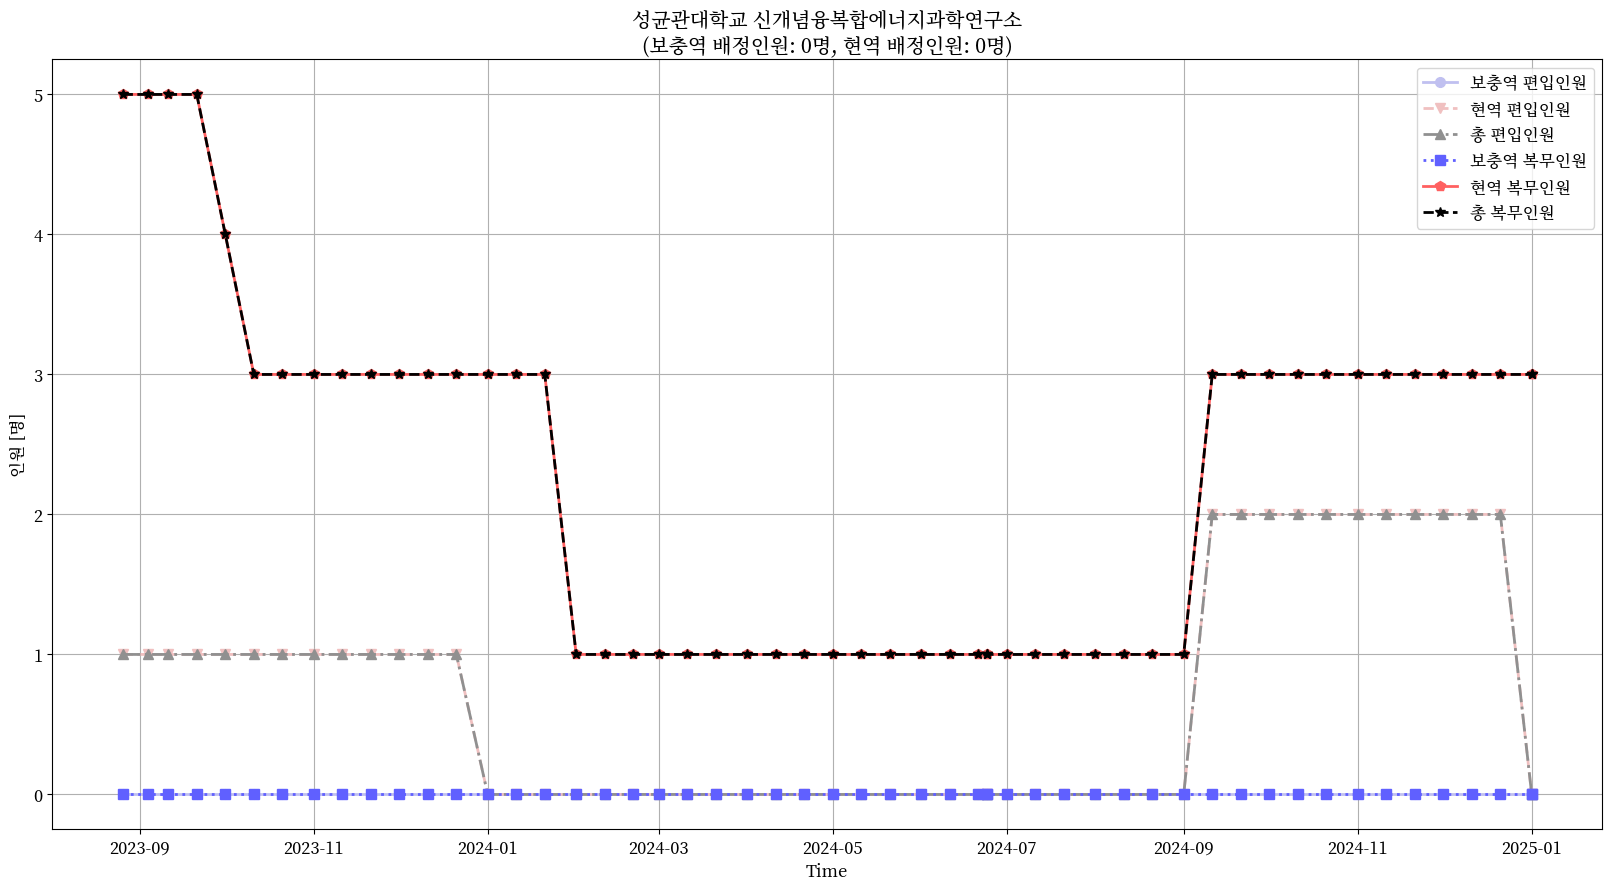 성균관대학교 신개념융복합에너지과학연구소
(보충역 배정인원: 0명, 현역 배정인원: 0명)
보충역 편입인원
현역 편입인원
총 편입인원
보충역 복무인원
현역 복무인원
총 복무인원
인원 [명]
5
4
3
2
1
0
2023-09
2023-11
2024-01
2024-03
2024-05
2024-07
2024-09
2024-11
2025-01
Time